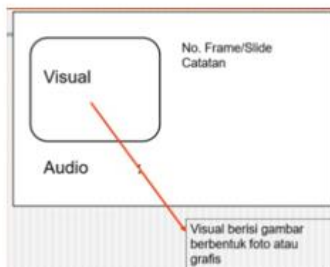 No. Frame/Slide
Catatan
Visual
Audio
Visual berisi gambar
berbentuk foto atau
grafis